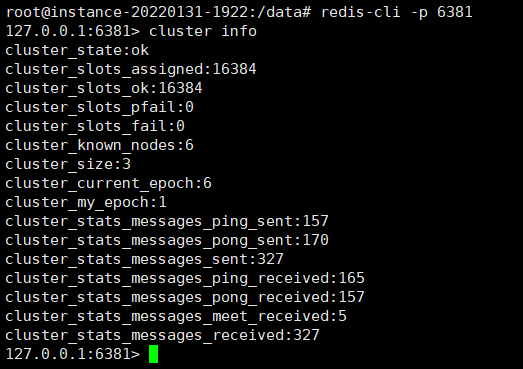 root@instance-20220131-1922:/data# redis-cli -p 6381
127.0.0.1:6381> cluster info
cluster_state:ok
cluster_slots_assigned:16384
cluster_slots_ok:16384
cluster_slots_pfail:0
cluster_slots_fail:0
cluster_known_nodes:6
cluster_size:3
cluster_current_epoch:6
cluster_my_epoch:1
cluster_stats_messages_ping_sent:157
cluster_stats_messages_pong_sent:170
cluster_stats_messages_sent:327
cluster_stats_messages_ping_received:165
cluster_stats_messages_pong_received:157
cluster_stats_messages_meet_received:5
cluster_stats_messages_received:327
127.0.0.1:6381>